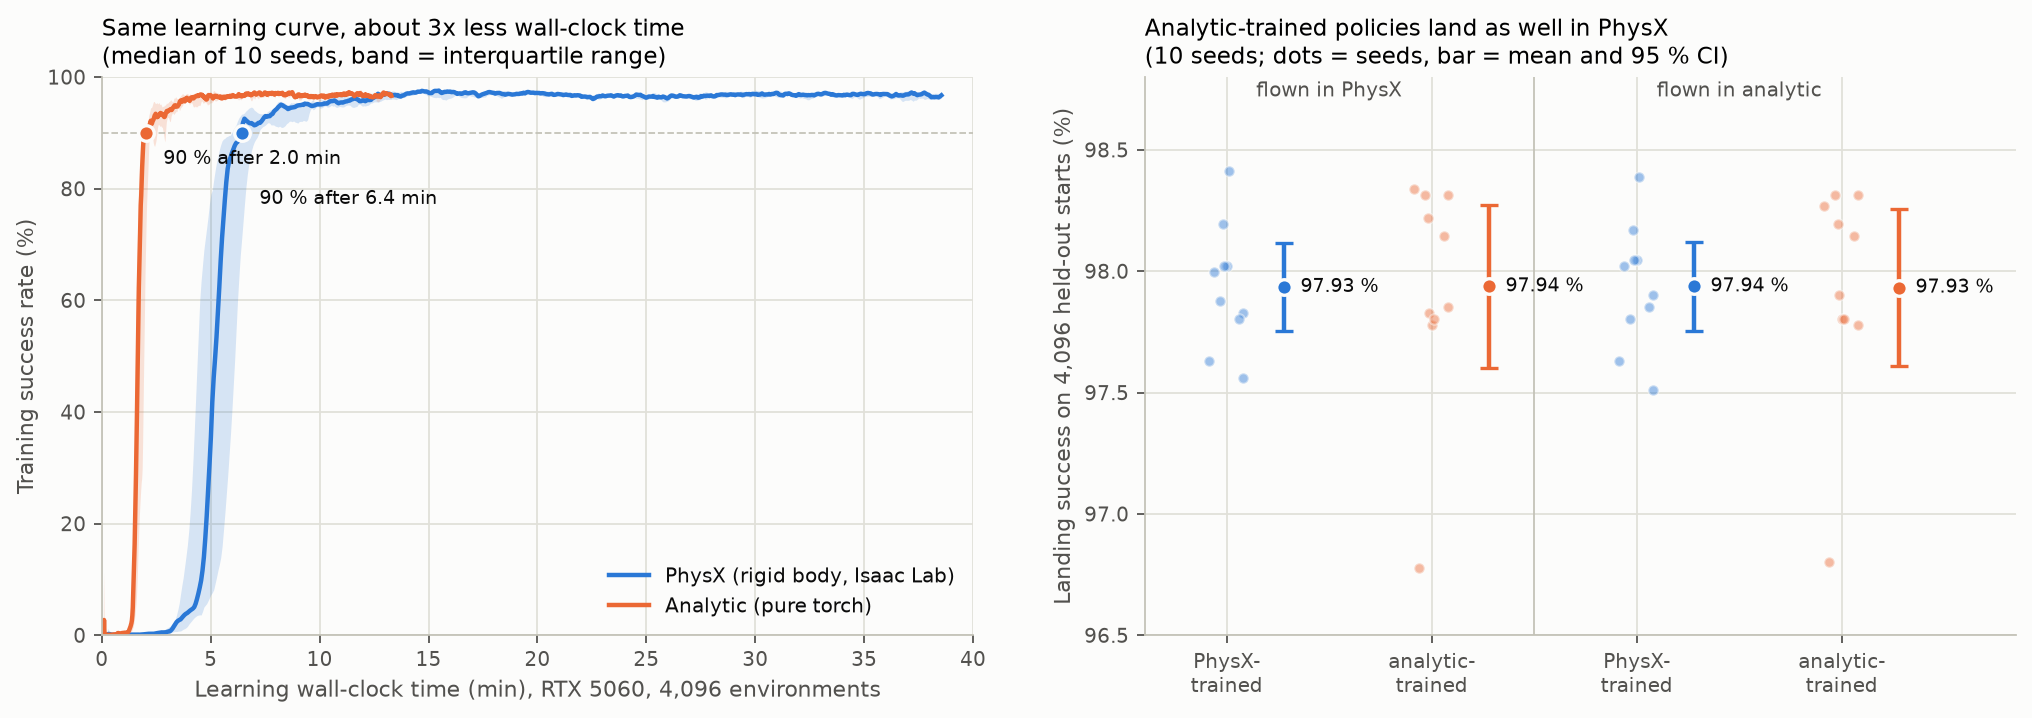 Same learning curve, about 3x less wall-clock time
(median of 10 seeds, band = interquartile range)
100
80
60
40
20
0
Training success rate (%)
90 % after 2.0 min
90 % after 6.4 min
PhysX (rigid body, Isaac Lab)
Analytic (pure torch)
0
5
10
15
20
25
30
35
40
Learning wall-clock time (min), RTX 5060, 4,096 environments
Analytic-trained policies land as well in PhysX
(10 seeds; dots = seeds, bar = mean and 95 % CI)
flown in PhysX
flown in analytic
98.5
98.0
97.5
97.0
96.5
Landing success on 4,096 held-out starts (%)
97.93 %
97.94 %
97.94 %
97.93 %
PhysX-
trained
analytic-
trained
PhysX-
trained
analytic-
trained